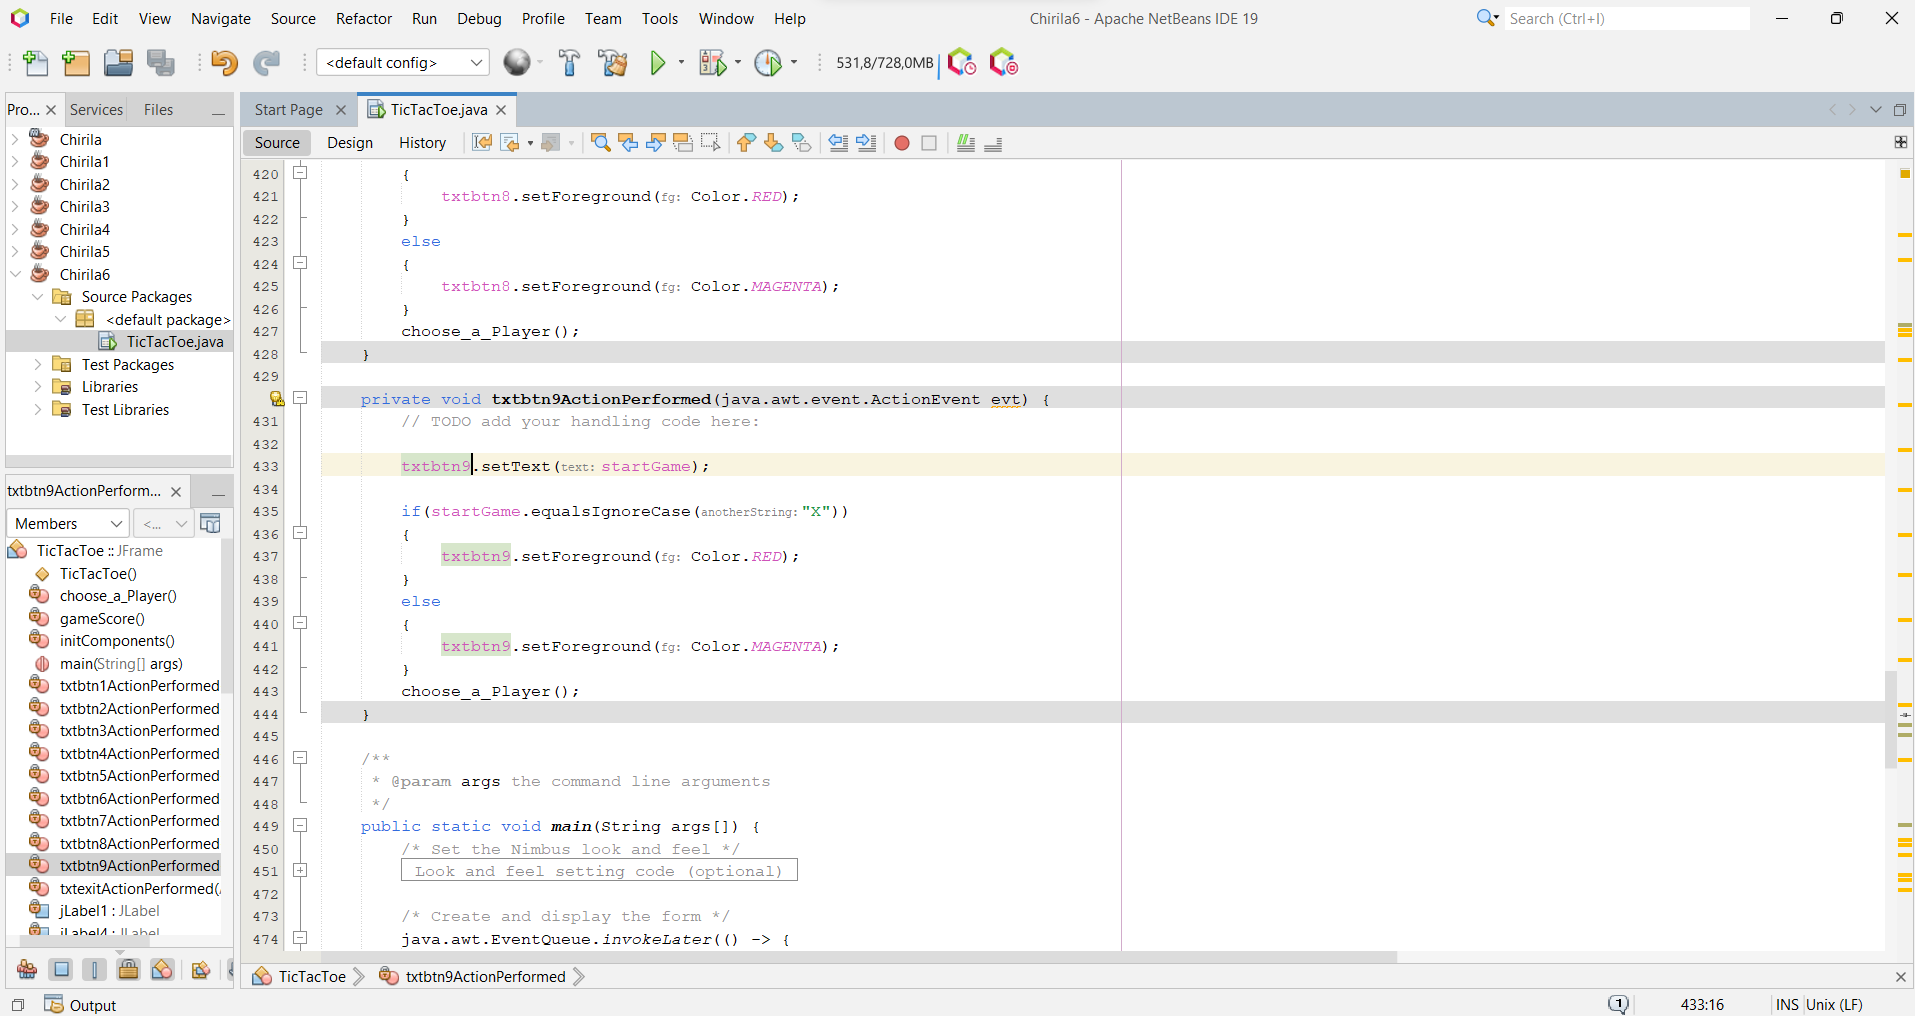 File Edit View Navigate Source Refactor Run Debug Profile Team Tools Window Help
Chirila6 - Apache NetBeans IDE 19
Search (Ctrl+I)
<default config>
531,8/728,0MB
Pro... Services Files
Start Page TicTacToe.java
Source Design History
Chirila
Chirila1
Chirila2
Chirila3
Chirila4
Chirila5
Chirila6
Source Packages
<default package>
TicTacToe.java
Test Packages
Libraries
Test Libraries
txtbtn9ActionPerform...
Members <...
TicTacToe :: JFrame
TicTacToe()
choose_a_Player()
gameScore()
initComponents()
main(String[] args)
txtbtn1ActionPerformed
txtbtn2ActionPerformed
txtbtn3ActionPerformed
txtbtn4ActionPerformed
txtbtn5ActionPerformed
txtbtn6ActionPerformed
txtbtn7ActionPerformed
txtbtn8ActionPerformed
txtbtn9ActionPerformed
txtexitActionPerformed(
jLabel1 : JLabel
jLabel4 : JLabel
420 {
421 txtbtn8.setForeground(fg: Color.RED);
422 }
423 else
424 {
425 txtbtn8.setForeground(fg: Color.MAGENTA);
426 }
427 choose_a_Player();
428 }
429
private void txtbtn9ActionPerformed(java.awt.event.ActionEvent evt) {
431 // TODO add your handling code here:
432
433 txtbtn9.setText(text: startGame);
434
435 if(startGame.equalsIgnoreCase(anotherString: "X"))
436 {
437 txtbtn9.setForeground(fg: Color.RED);
438 }
439 else
440 {
441 txtbtn9.setForeground(fg: Color.MAGENTA);
442 }
443 choose_a_Player();
444 }
445
446 /**
447 * @param args the command line arguments
448 */
449 public static void main(String args[]) {
450 /* Set the Nimbus look and feel */
451 Look and feel setting code (optional)
472
473 /* Create and display the form */
474 java.awt.EventQueue.invokeLater(() -> {
TicTacToe txtbtn9ActionPerformed
Output
1
433:16
INS Unix (LF)